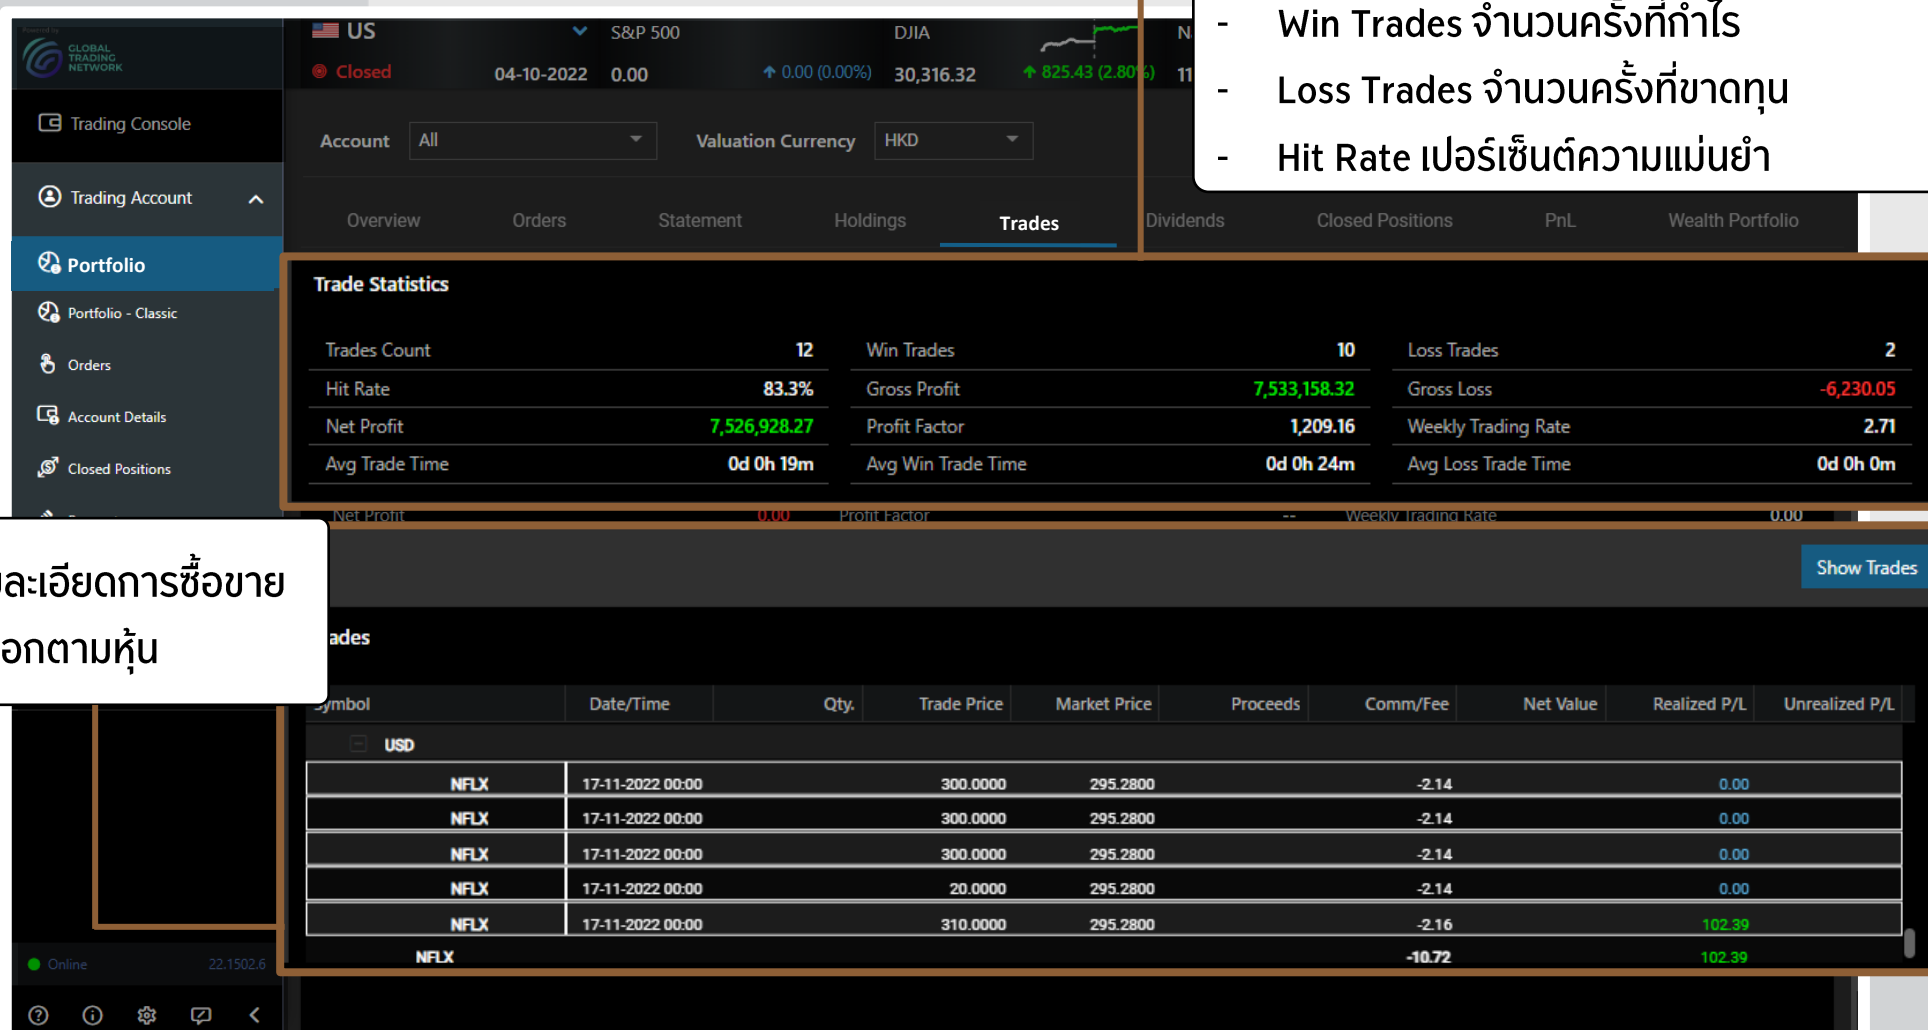 Powered by
GLOBAL
TRADING
NETWORK
US
S&P 500
DJIA
N
Closed
04-10-2022
0.00
0.00 (0.00%)
30,316.32
825.43 (2.80%)
11
- Win Trades จำนวนครั้งที่กำไร
- Loss Trades จำนวนครั้งที่ขาดทุน
- Hit Rate เปอร์เซ็นต์ความแม่นยำ
Trading Console
Account All Valuation Currency HKD
Trading Account
Overview Orders Statement Holdings Trades Dividends Closed Positions PnL Wealth Portfolio
Portfolio
Portfolio - Classic
Orders
Account Details
Closed Positions
Trade Statistics
Trades Count 12 Win Trades 10 Loss Trades 2
Hit Rate 83.3% Gross Profit 7,533,158.32 Gross Loss -6,230.05
Net Profit 7,526,928.27 Profit Factor 1,209.16 Weekly Trading Rate 2.71
Avg Trade Time 0d 0h 19m Avg Win Trade Time 0d 0h 24m Avg Loss Trade Time 0d 0h 0m
Net Profit 0.00 Profit Factor -- Weekly Trading Rate 0.00
ละเอียดการซื้อขาย
อกตามหุ้น
Show Trades
ades
ymbol Date/Time Qty. Trade Price Market Price Proceeds Comm/Fee Net Value Realized P/L Unrealized P/L
USD
NFLX 17-11-2022 00:00 300.0000 295.2800 -2.14 0.00
NFLX 17-11-2022 00:00 300.0000 295.2800 -2.14 0.00
NFLX 17-11-2022 00:00 300.0000 295.2800 -2.14 0.00
NFLX 17-11-2022 00:00 20.0000 295.2800 -2.14 0.00
NFLX 17-11-2022 00:00 310.0000 295.2800 -2.16 102.39
NFLX -10.72 102.39
Online 22.1502.6